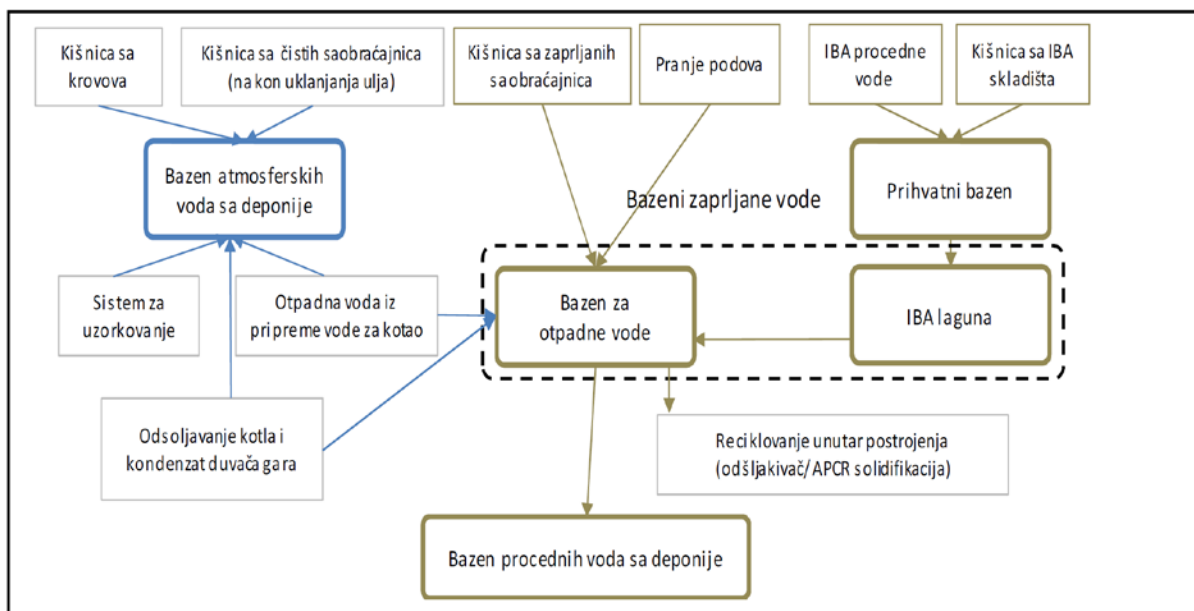 Kišnica sa
krovova
Kišnica sa čistih saobraćajnica
(nakon uklanjanja ulja)
Kišnica sa zaprljanih
saobraćajnica
Pranje podova
IBA procedne
vode
Kišnica sa IBA
skladišta
Bazen atmosferskih
voda sa deponije
Bazeni zaprljane vode
Prihvatni bazen
Sistem za
uzorkovanje
Otpadna voda iz
pripreme vode za kotao
Bazen za
otpadne vode
IBA laguna
Odsoljavanje kotla i
kondenzat duvača gara
Reciklovanje unutar postrojenja
(odšljakivač/ APCR solidifikacija)
Bazen procednih voda sa deponije